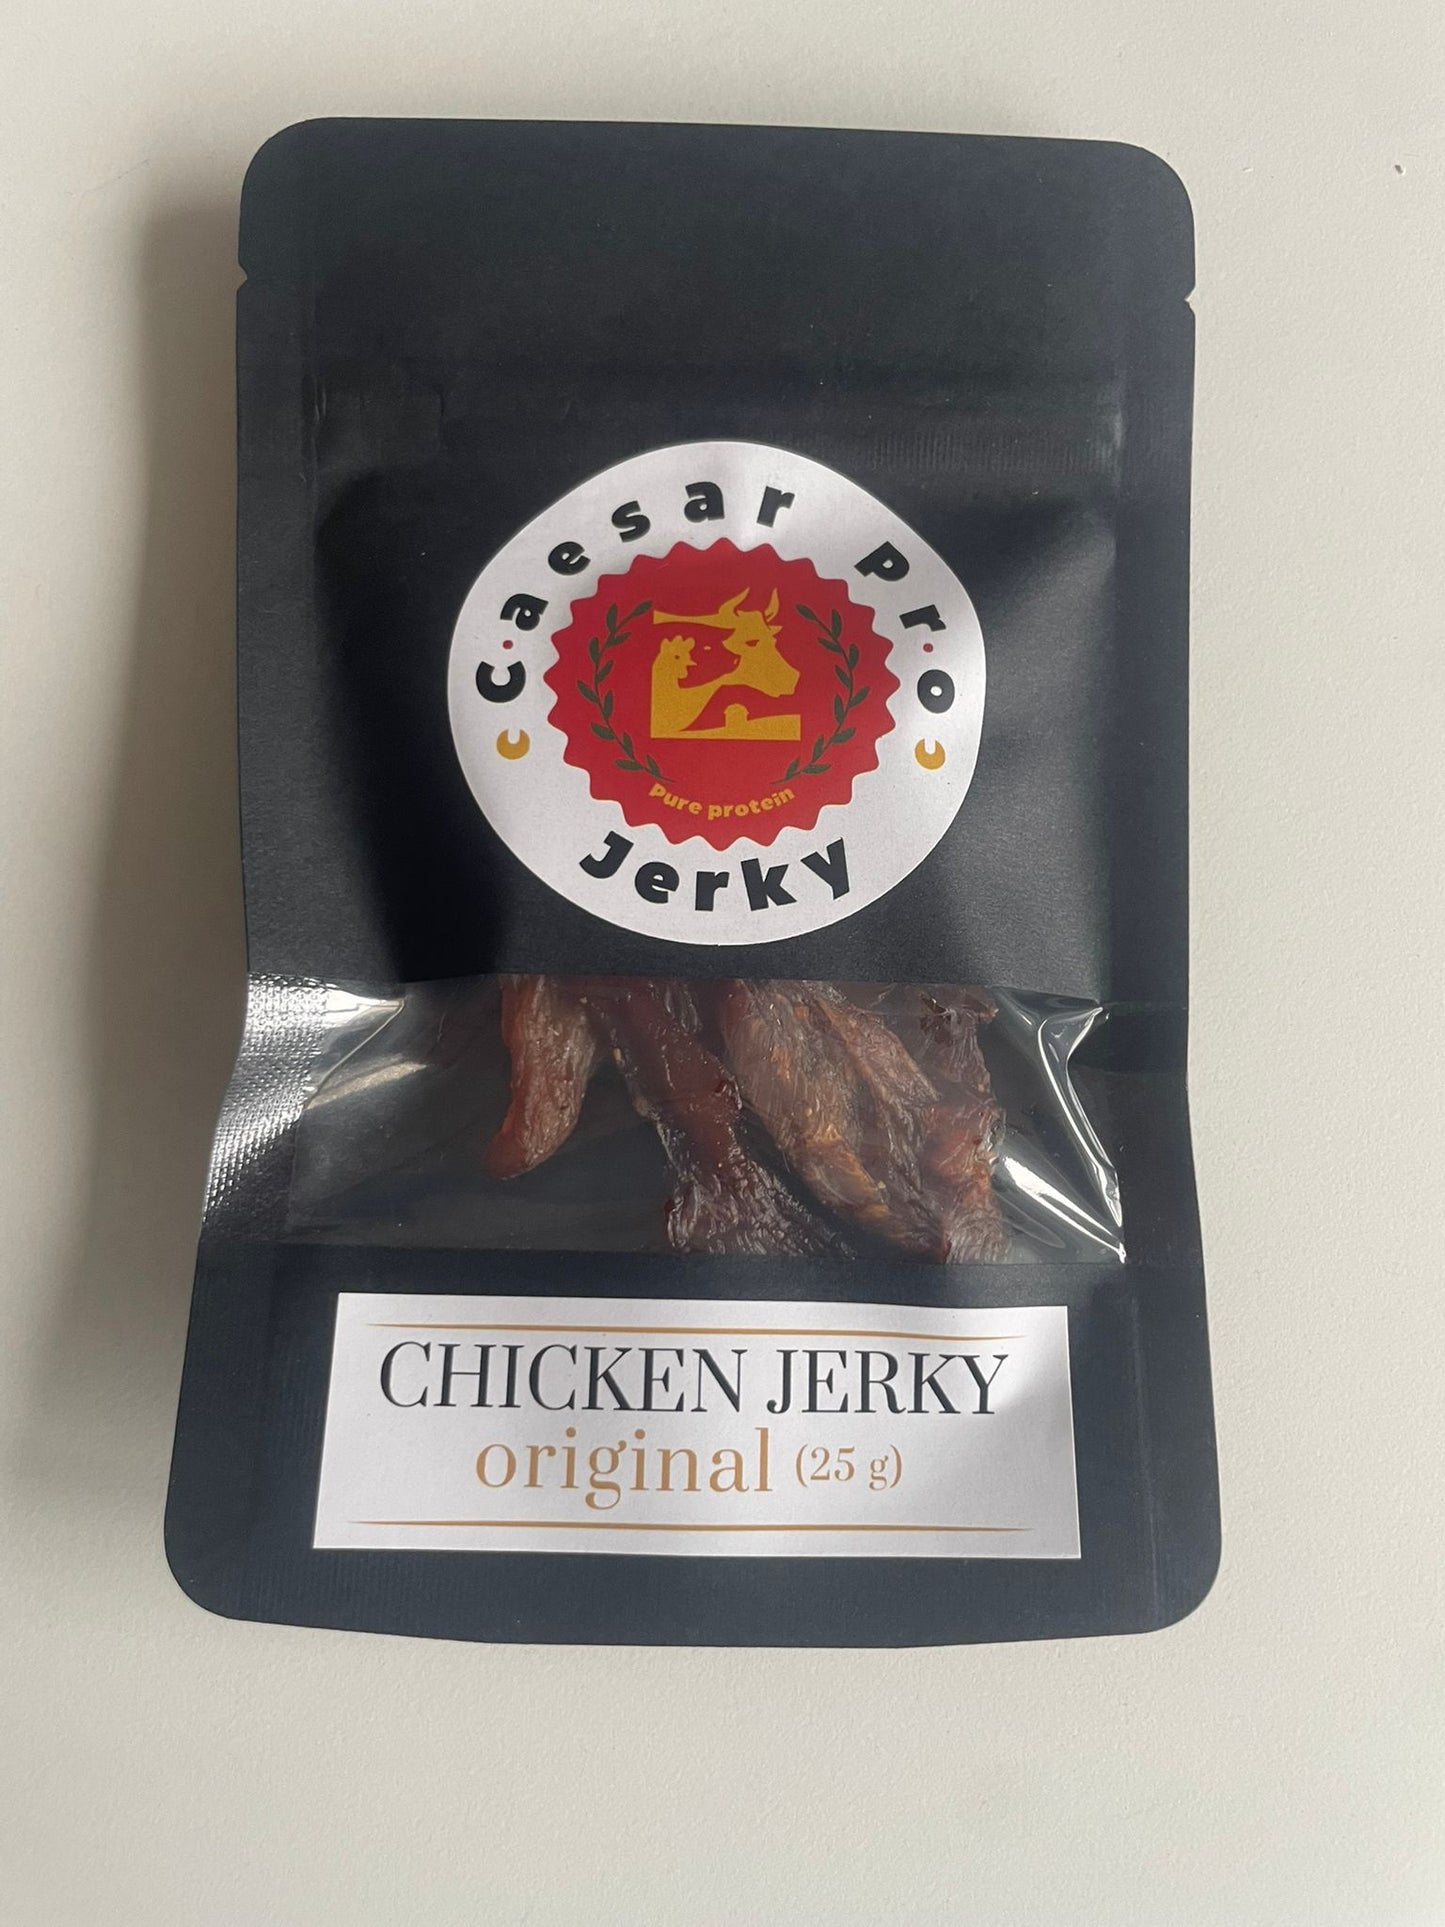 Caesar Pro
pure protein
Jerky
CHICKEN JERKY
original (25 g)